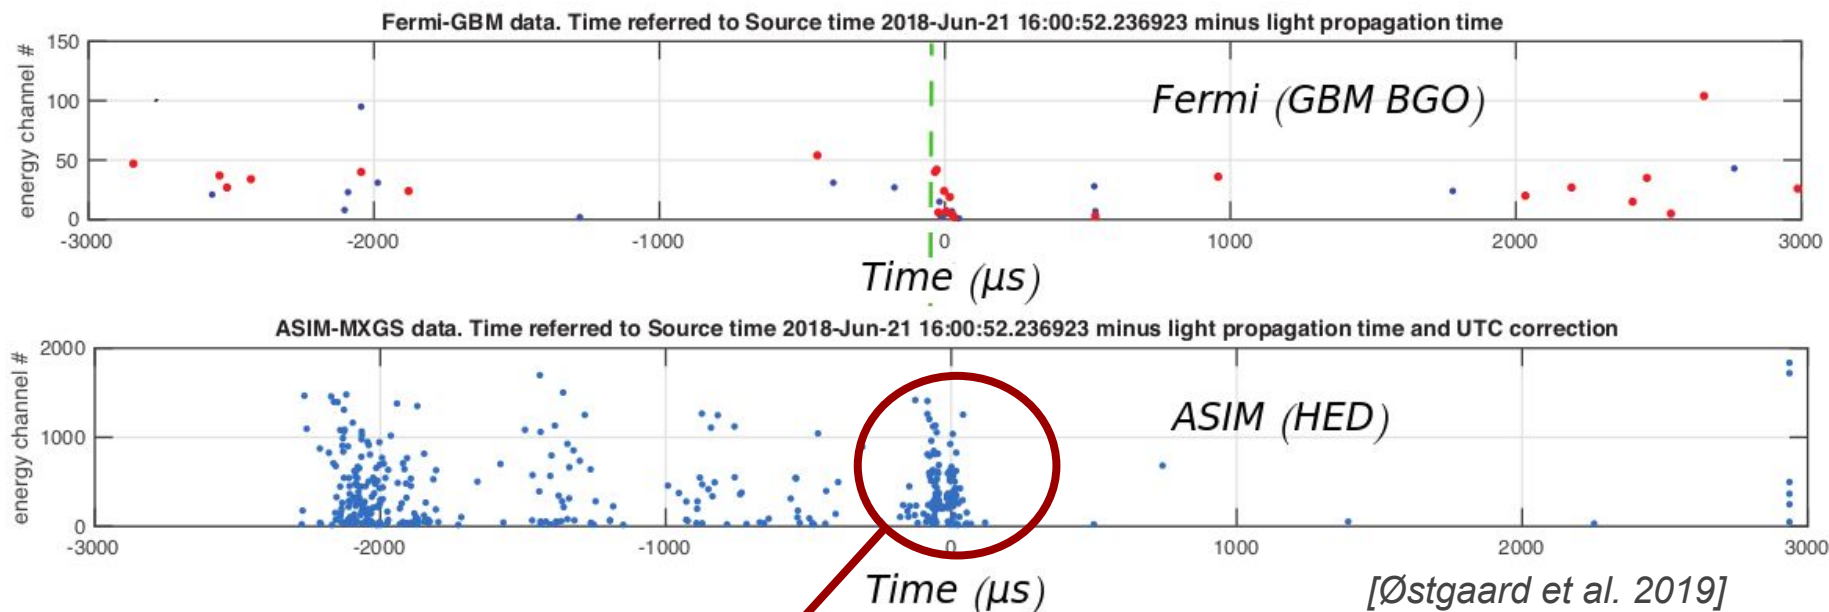 Fermi-GBM data. Time referred to Source time 2018-Jun-21 16:00:52.236923 minus light propagation time
energy channel #
150
100
50
0
Fermi (GBM BGO)
-3000 -2000 -1000 0 1000 2000 3000
Time (μs)
ASIM-MXGS data. Time referred to Source time 2018-Jun-21 16:00:52.236923 minus light propagation time and UTC correction
energy channel #
2000
1000
0
ASIM (HED)
-3000 -2000 -1000 0 1000 2000 3000
Time (μs)
[Østgaard et al. 2019]